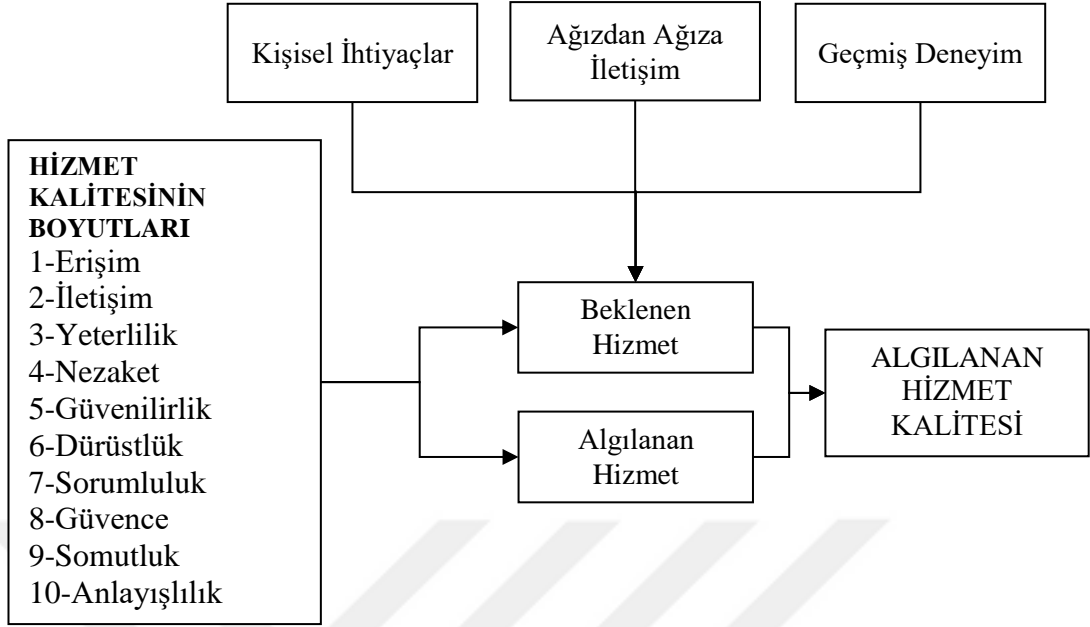 Kişisel İhtiyaçlar
Ağızdan Ağıza
İletişim
Geçmiş Deneyim
HİZMET
KALİTESİNİN
BOYUTLARI
1-Erişim
2-İletişim
3-Yeterlilik
4-Nezaket
5-Güvenilirlik
6-Dürüstlük
7-Sorumluluk
8-Güvence
9-Somutluk
10-Anlayışlılık
Beklenen
Hizmet
Algılanan
Hizmet
ALGILANAN
HİZMET
KALİTESİ